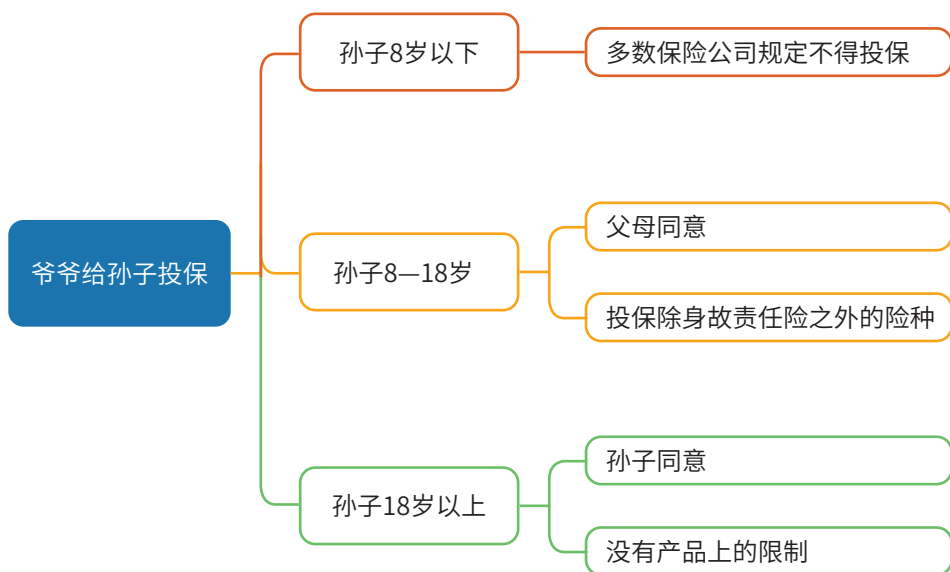 爷爷给孙子投保
孙子8岁以下
多数保险公司规定不得投保
孙子8—18岁
父母同意
投保除身故责任险之外的险种
孙子18岁以上
孙子同意
没有产品上的限制